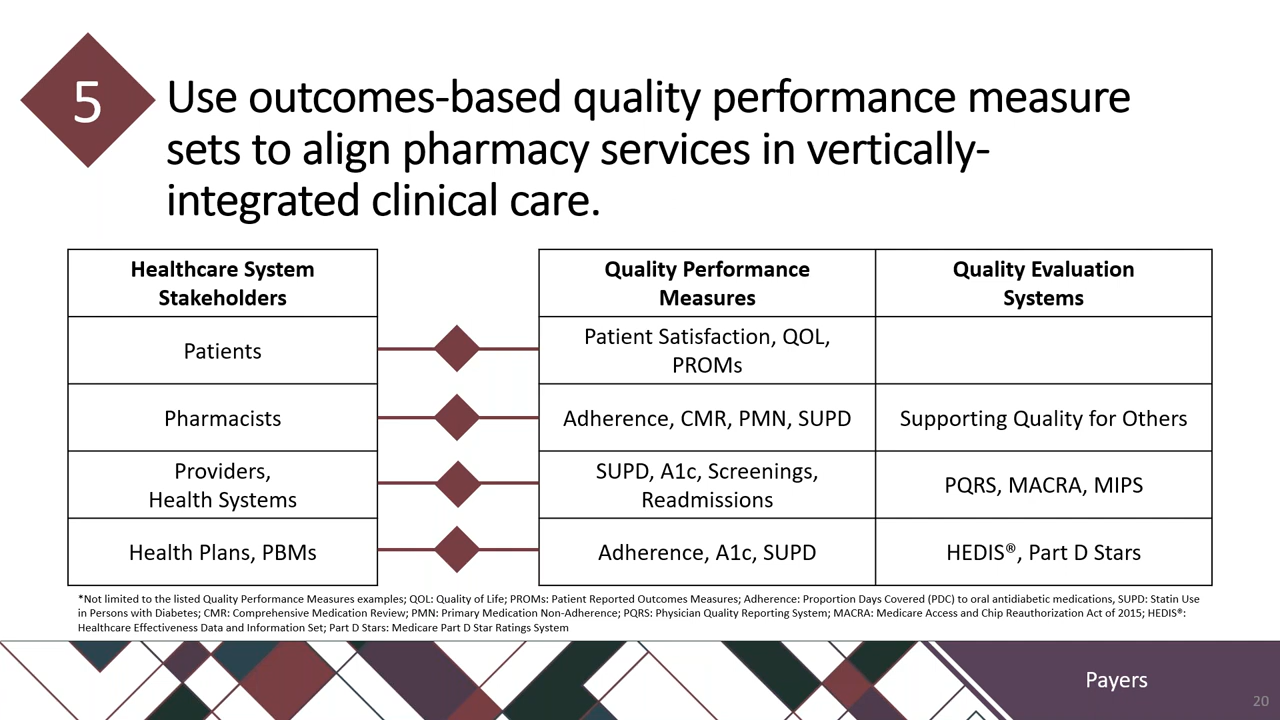 5
Use outcomes-based quality performance measure
sets to align pharmacy services in vertically-
integrated clinical care.
Healthcare System
Stakeholders
Quality Performance
Measures
Quality Evaluation
Systems
Patients
Patient Satisfaction, QOL,
PROMs
Pharmacists
Adherence, CMR, PMN, SUPD
Supporting Quality for Others
Providers,
Health Systems
SUPD, A1c, Screenings,
Readmissions
PQRS, MACRA, MIPS
Health Plans, PBMs
Adherence, A1c, SUPD
HEDIS®, Part D Stars
*Not limited to the listed Quality Performance Measures examples; QOL: Quality of Life; PROMs: Patient Reported Outcomes Measures; Adherence: Proportion Days Covered (PDC) to oral antidiabetic medications, SUPD: Statin Use
in Persons with Diabetes; CMR: Comprehensive Medication Review; PMN: Primary Medication Non-Adherence; PQRS: Physician Quality Reporting System; MACRA: Medicare Access and Chip Reauthorization Act of 2015; HEDIS®:
Healthcare Effectiveness Data and Information Set; Part D Stars: Medicare Part D Star Ratings System
Payers
20